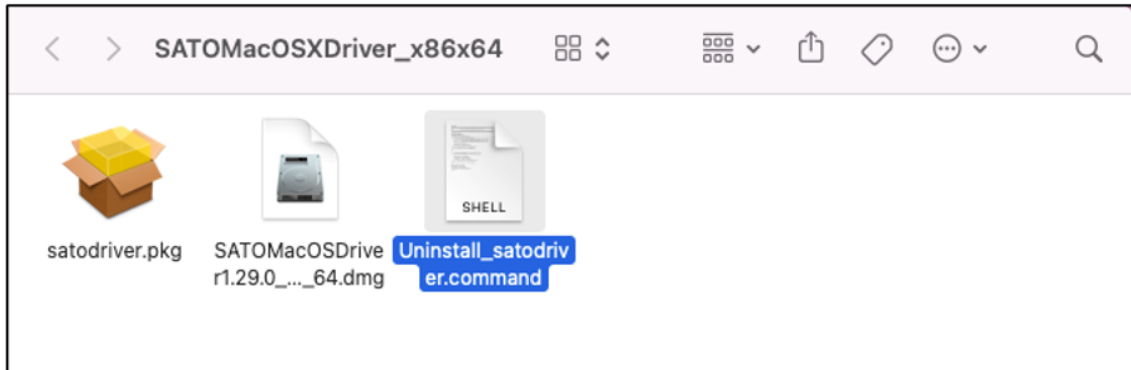 SATOMacOSXDriver_x86x64
SHELL
satodriver.pkg
SATOMacOSDrive
r1.29.0_..._64.dmg
Uninstall_satodriv
er.command